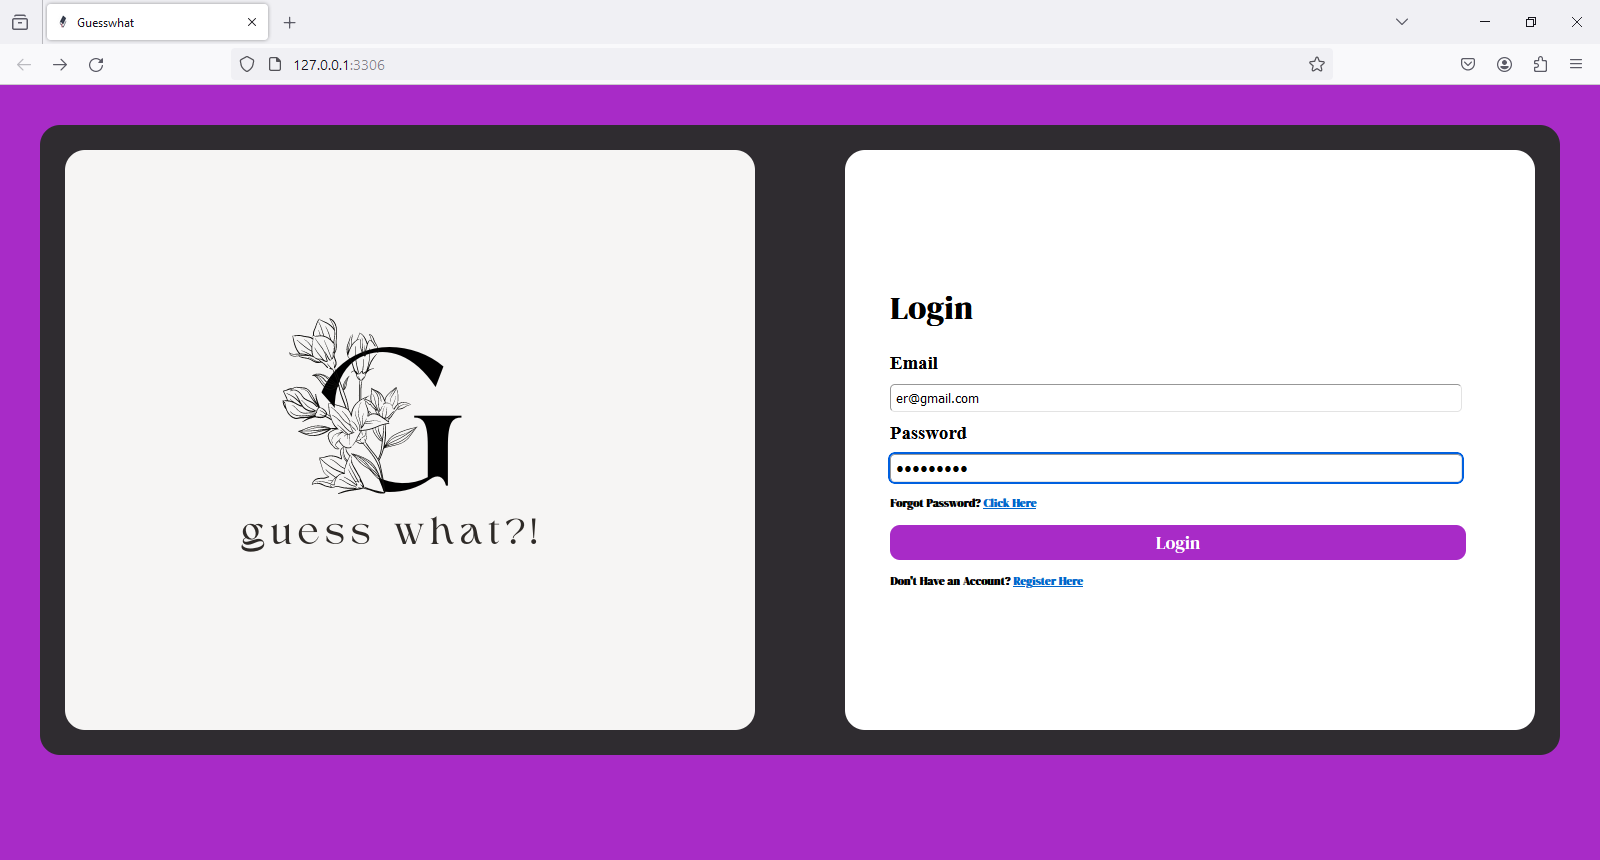 Guesswhat
127.0.0.1:3306
G
guess what?!
Login
Email
er@gmail.com
Password
•••••••••
Forgot Password? Click Here
Login
Don't Have an Account? Register Here